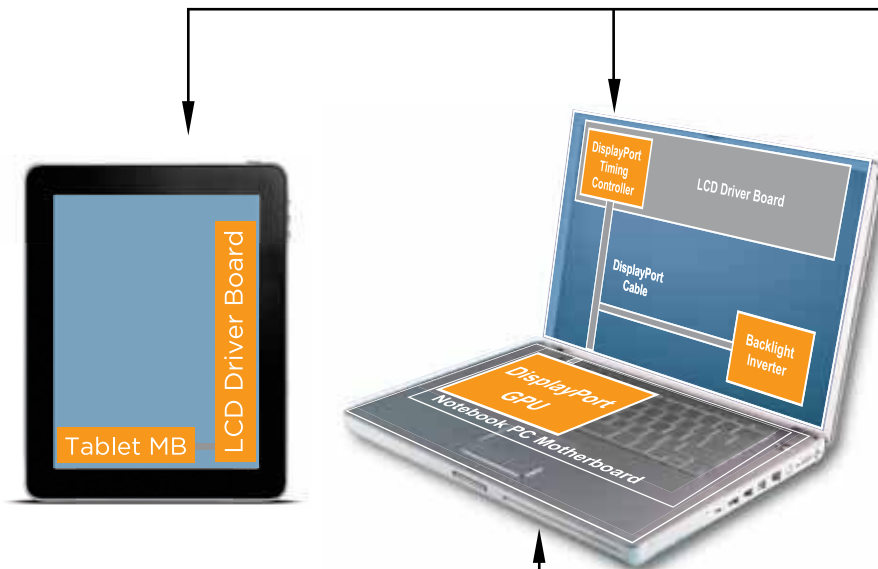 LCD Driver Board
Tablet MB
DisplayPort
Timing
Controller
LCD Driver Board
DisplayPort
Cable
Backlight
Inverter
DisplayPort
GPU
Notebook PC Motherboard